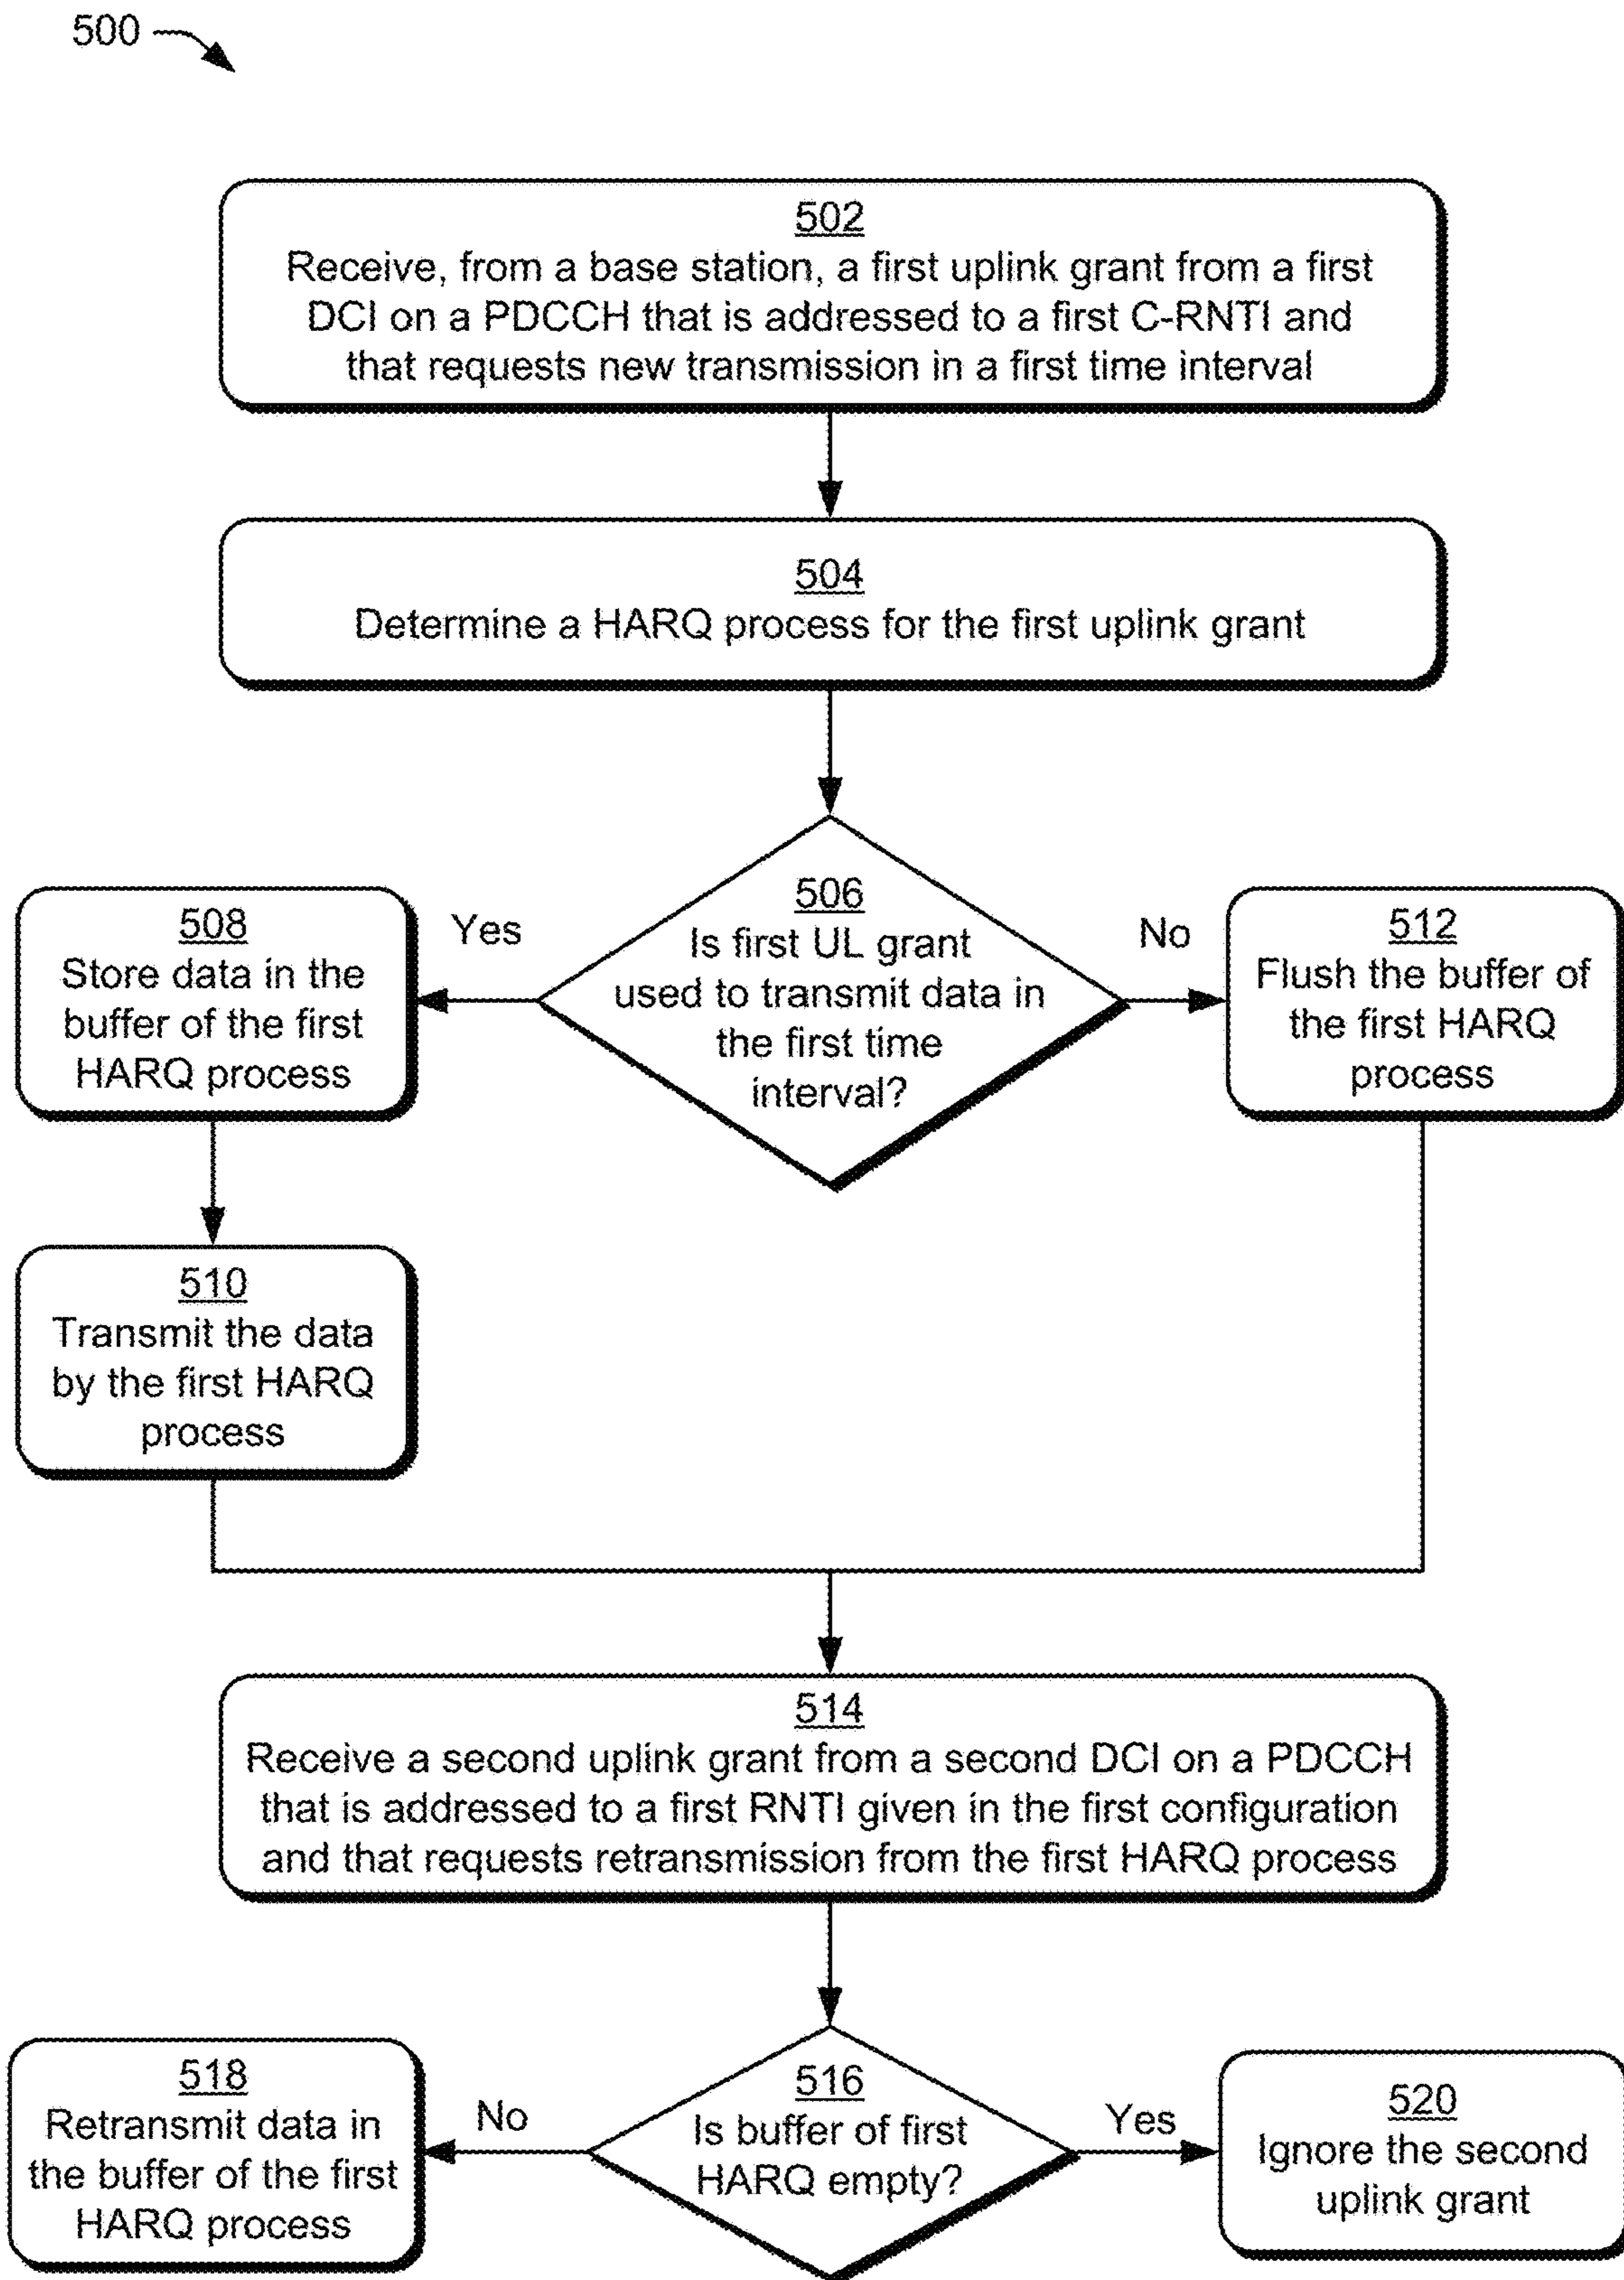 500
502
Receive, from a base station, a first uplink grant from a first
DCI on a PDCCH that is addressed to a first C-RNTI and
that requests new transmission in a first time interval
504
Determine a HARQ process for the first uplink grant
506
Is first UL grant
used to transmit data in
the first time
interval?
Yes
No
508
Store data in the
buffer of the first
HARQ process
512
Flush the buffer of
the first HARQ
process
510
Transmit the data
by the first HARQ
process
514
Receive a second uplink grant from a second DCI on a PDCCH
that is addressed to a first RNTI given in the first configuration
and that requests retransmission from the first HARQ process
516
Is buffer of first
HARQ empty?
No
Yes
518
Retransmit data in
the buffer of the first
HARQ process
520
Ignore the second
uplink grant